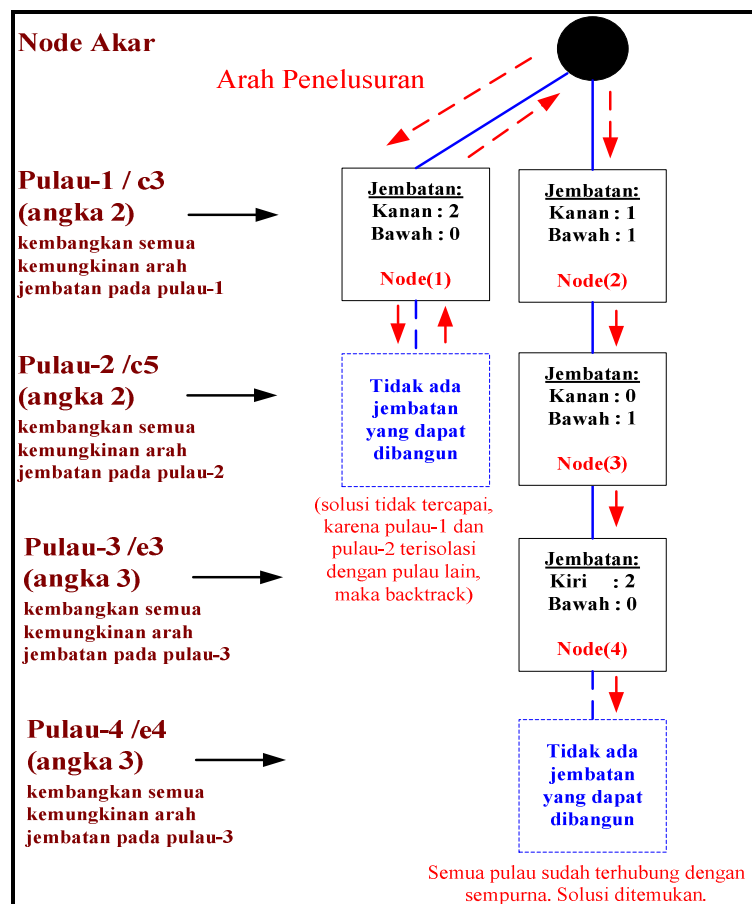 Node Akar
Arah Penelusuran
Pulau-1 / c3
(angka 2)
kembangkan semua
kemungkinan arah
jembatan pada pulau-1
Jembatan:
Kanan : 2
Bawah : 0
Node(1)
Jembatan:
Kanan : 1
Bawah : 1
Node(2)
Pulau-2 /c5
(angka 2)
kembangkan semua
kemungkinan arah
jembatan pada pulau-2
Tidak ada
jembatan
yang dapat
dibangun
(solusi tidak tercapai,
karena pulau-1 dan
pulau-2 terisolasi
dengan pulau lain,
maka backtrack)
Jembatan:
Kanan : 0
Bawah : 1
Node(3)
Pulau-3 /e3
(angka 3)
kembangkan semua
kemungkinan arah
jembatan pada pulau-3
Jembatan:
Kiri : 2
Bawah : 0
Node(4)
Pulau-4 /e4
(angka 3)
kembangkan semua
kemungkinan arah
jembatan pada pulau-3
Tidak ada
jembatan
yang dapat
dibangun
Semua pulau sudah terhubung dengan
sempurna. Solusi ditemukan.